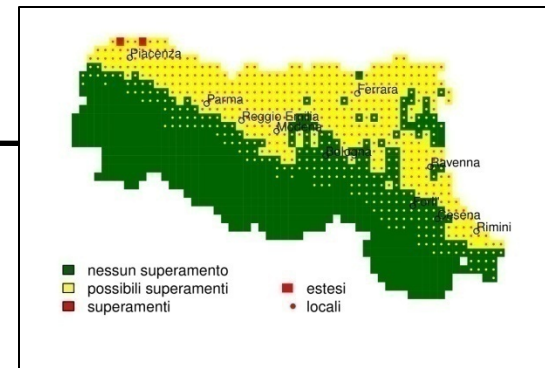 Piacenza
Parma
Reggio Emilia
Modena
Ferrara
Bologna
Ravenna
Forlì
Cesena
Rimini
nessun superamento
possibili superamenti
superamenti
estesi
locali